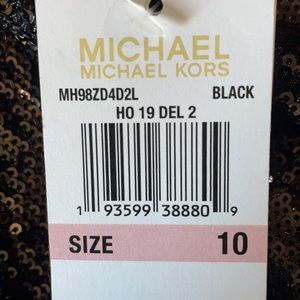 MICHAEL
MICHAEL KORS
MH98ZD4D2L BLACK
HO 19 DEL 2
1 93599 38880 9
SIZE 10